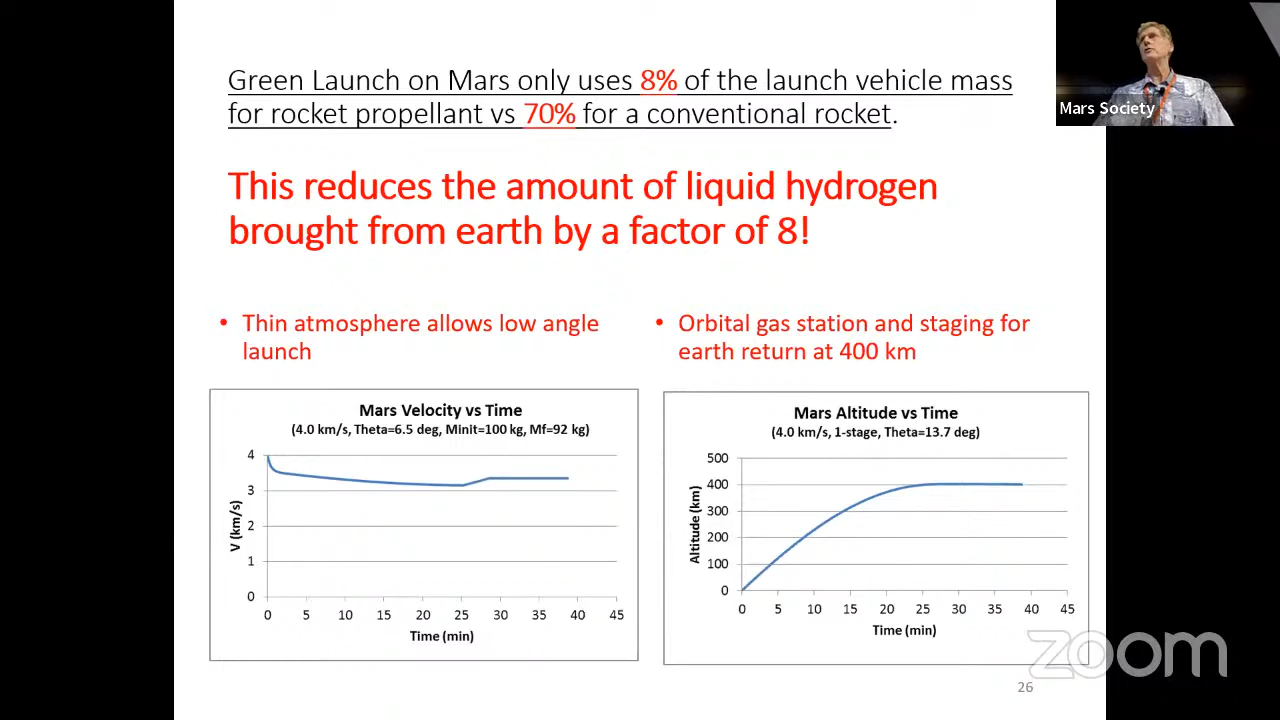 Green Launch on Mars only uses 8% of the launch vehicle mass
for rocket propellant vs 70% for a conventional rocket.
Mars Society
This reduces the amount of liquid hydrogen
brought from earth by a factor of 8!
• Thin atmosphere allows low angle
launch
• Orbital gas station and staging for
earth return at 400 km
Mars Velocity vs Time
(4.0 km/s, Theta=6.5 deg, Minit=100 kg, Mf=92 kg)
4
3
2
1
0
V (km/s)
0 5 10 15 20 25 30 35 40 45
Time (min)
Mars Altitude vs Time
(4.0 km/s, 1-stage, Theta=13.7 deg)
500
400
300
200
100
0
Altitude (km)
0 5 10 15 20 25 30 35 40 45
Time (min)
zoom
26